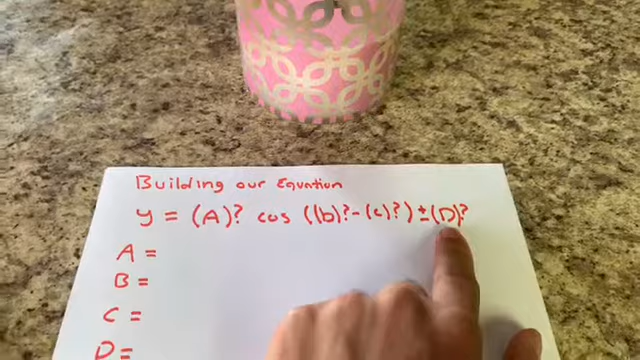 Building our Equation
y = (A)? cos ((b)?-(c)?) ± (D)?
A =
B =
C =
D =